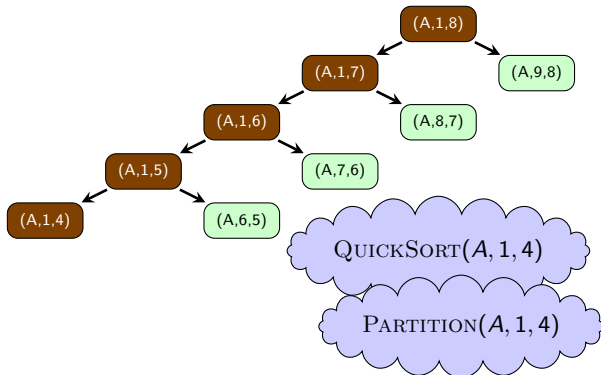 (A,1,8)
(A,1,7)
(A,9,8)
(A,1,6)
(A,8,7)
(A,1,5)
(A,7,6)
(A,1,4)
(A,6,5)
QUICKSORT(A, 1, 4)
PARTITION(A, 1, 4)